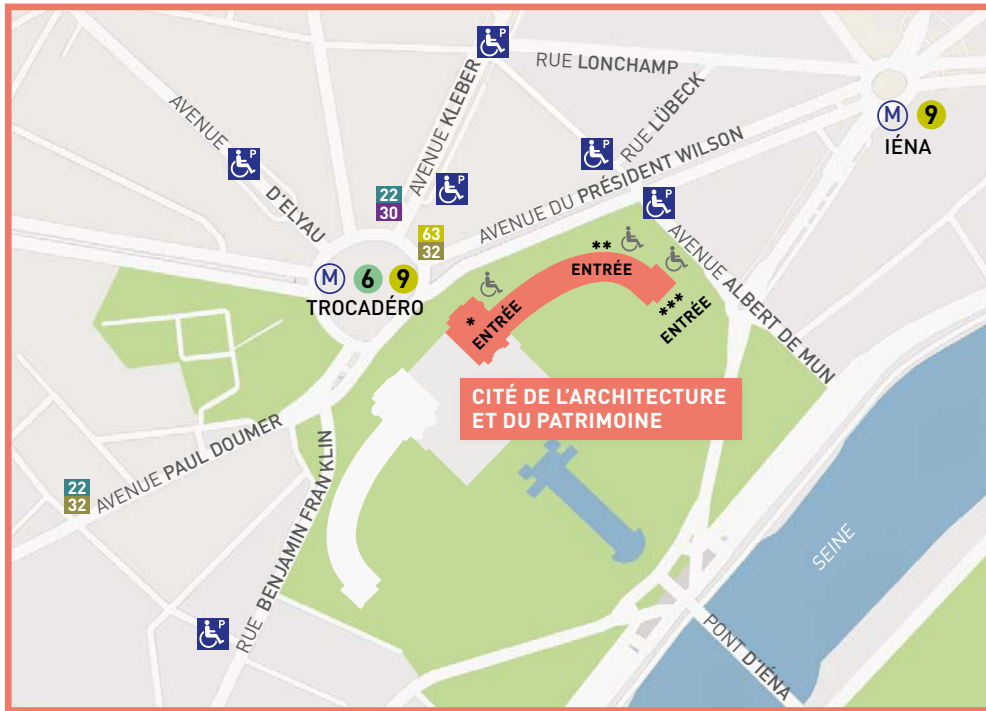 RUE LONCHAMP
AVENUE KLEBER
RUE LÜBECK
AVENUE
D'ELYAU
M 9
IÉNA
AVENUE DU PRÉSIDENT WILSON
22
30
63
32
M 6 9
TROCADÉRO
**
ENTRÉE
*
ENTRÉE
***
ENTRÉE
AVENUE ALBERT DE MUN
CITÉ DE L'ARCHITECTURE
ET DU PATRIMOINE
AVENUE PAUL DOUMER
22
32
RUE BENJAMIN FRANKLIN
SEINE
PONT D'IÉNA
P
P
P
P
P
P